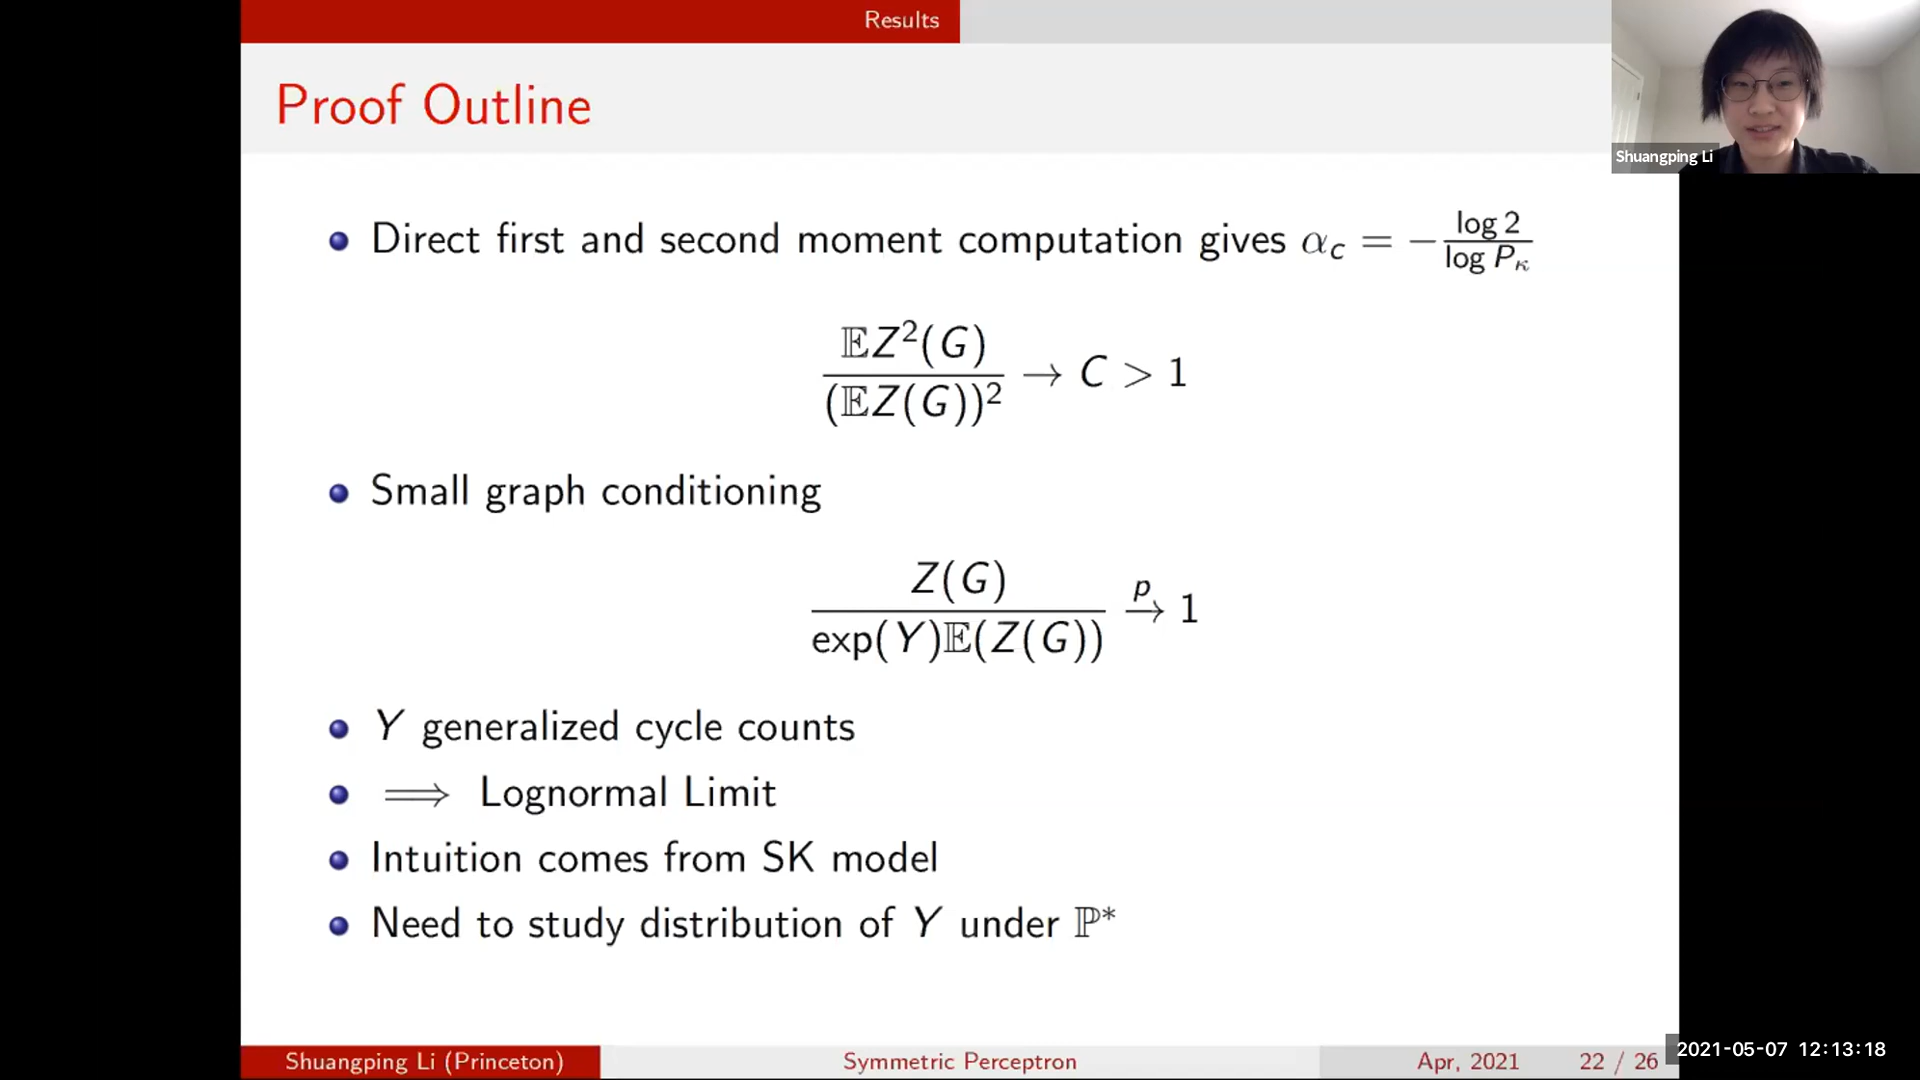 Results
Proof Outline
Shuangping Li
Direct first and second moment computation gives α_c = −log 2 / log P_κ
𝔼Z²(G) / (𝔼Z(G))² → C > 1
Small graph conditioning
Z(G) / exp(Y)𝔼(Z(G)) →^p 1
Y generalized cycle counts
⟹ Lognormal Limit
Intuition comes from SK model
Need to study distribution of Y under ℙ*
Shuangping Li (Princeton) Symmetric Perceptron Apr, 2021 22 / 26
2021-05-07 12:13:18